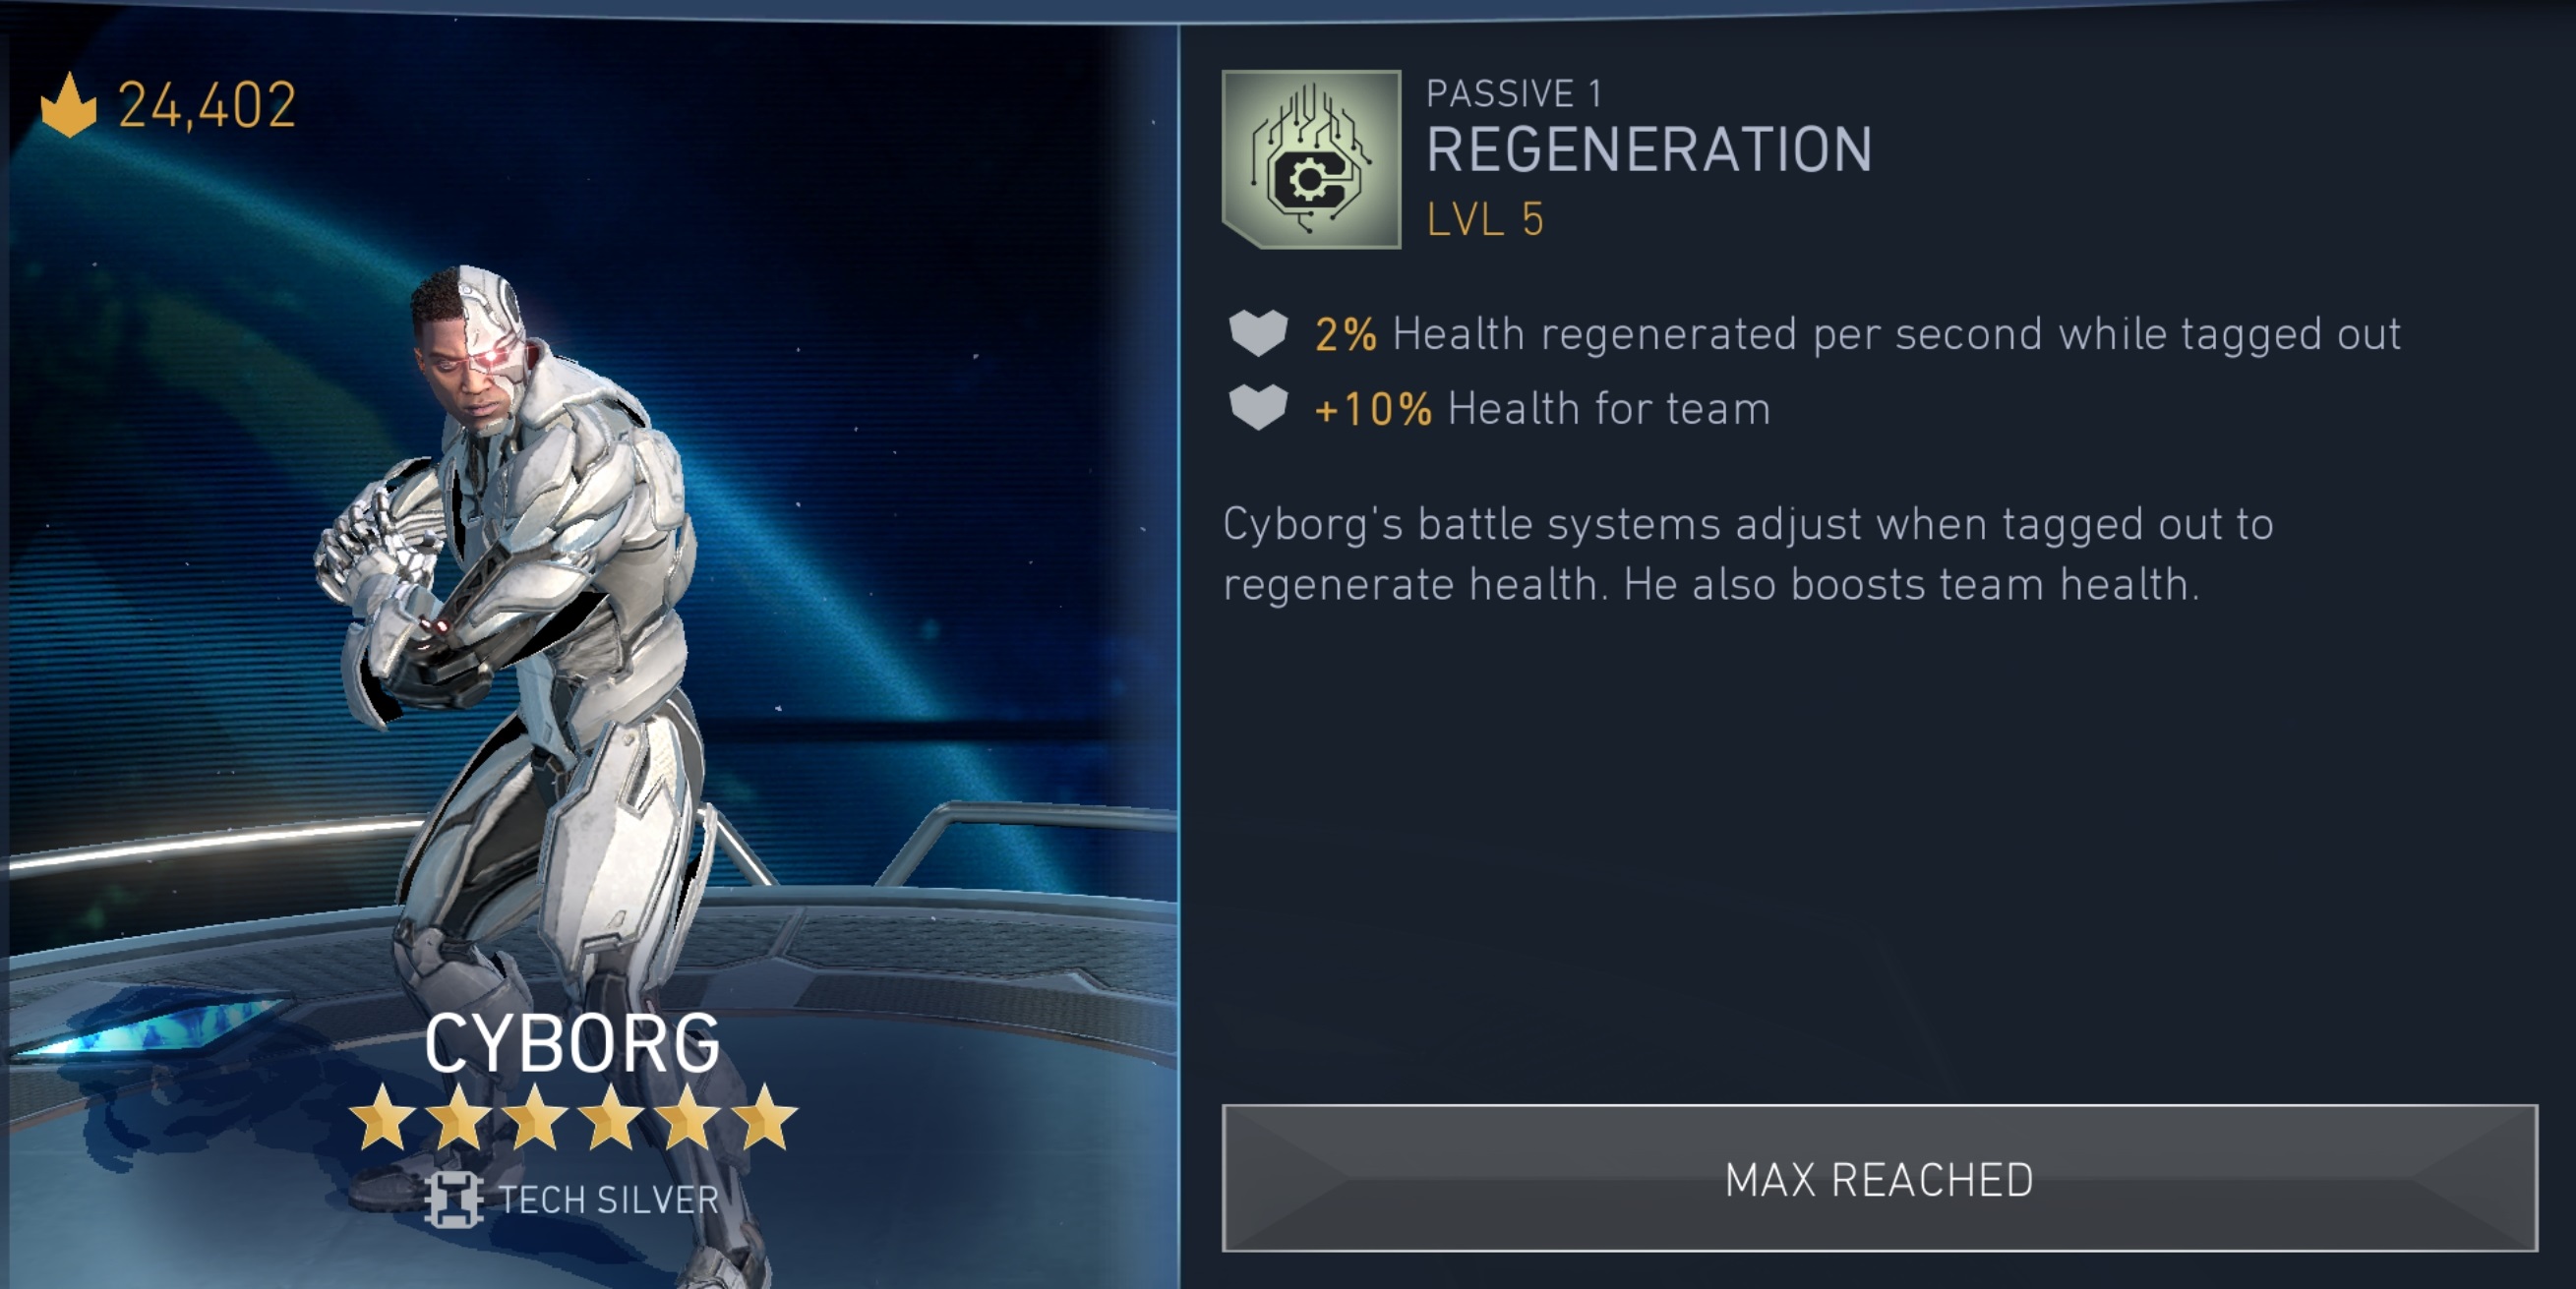 24,402
CYBORG
TECH SILVER
PASSIVE 1
REGENERATION
LVL 5
2% Health regenerated per second while tagged out
+10% Health for team
Cyborg's battle systems adjust when tagged out to
regenerate health. He also boosts team health.
MAX REACHED